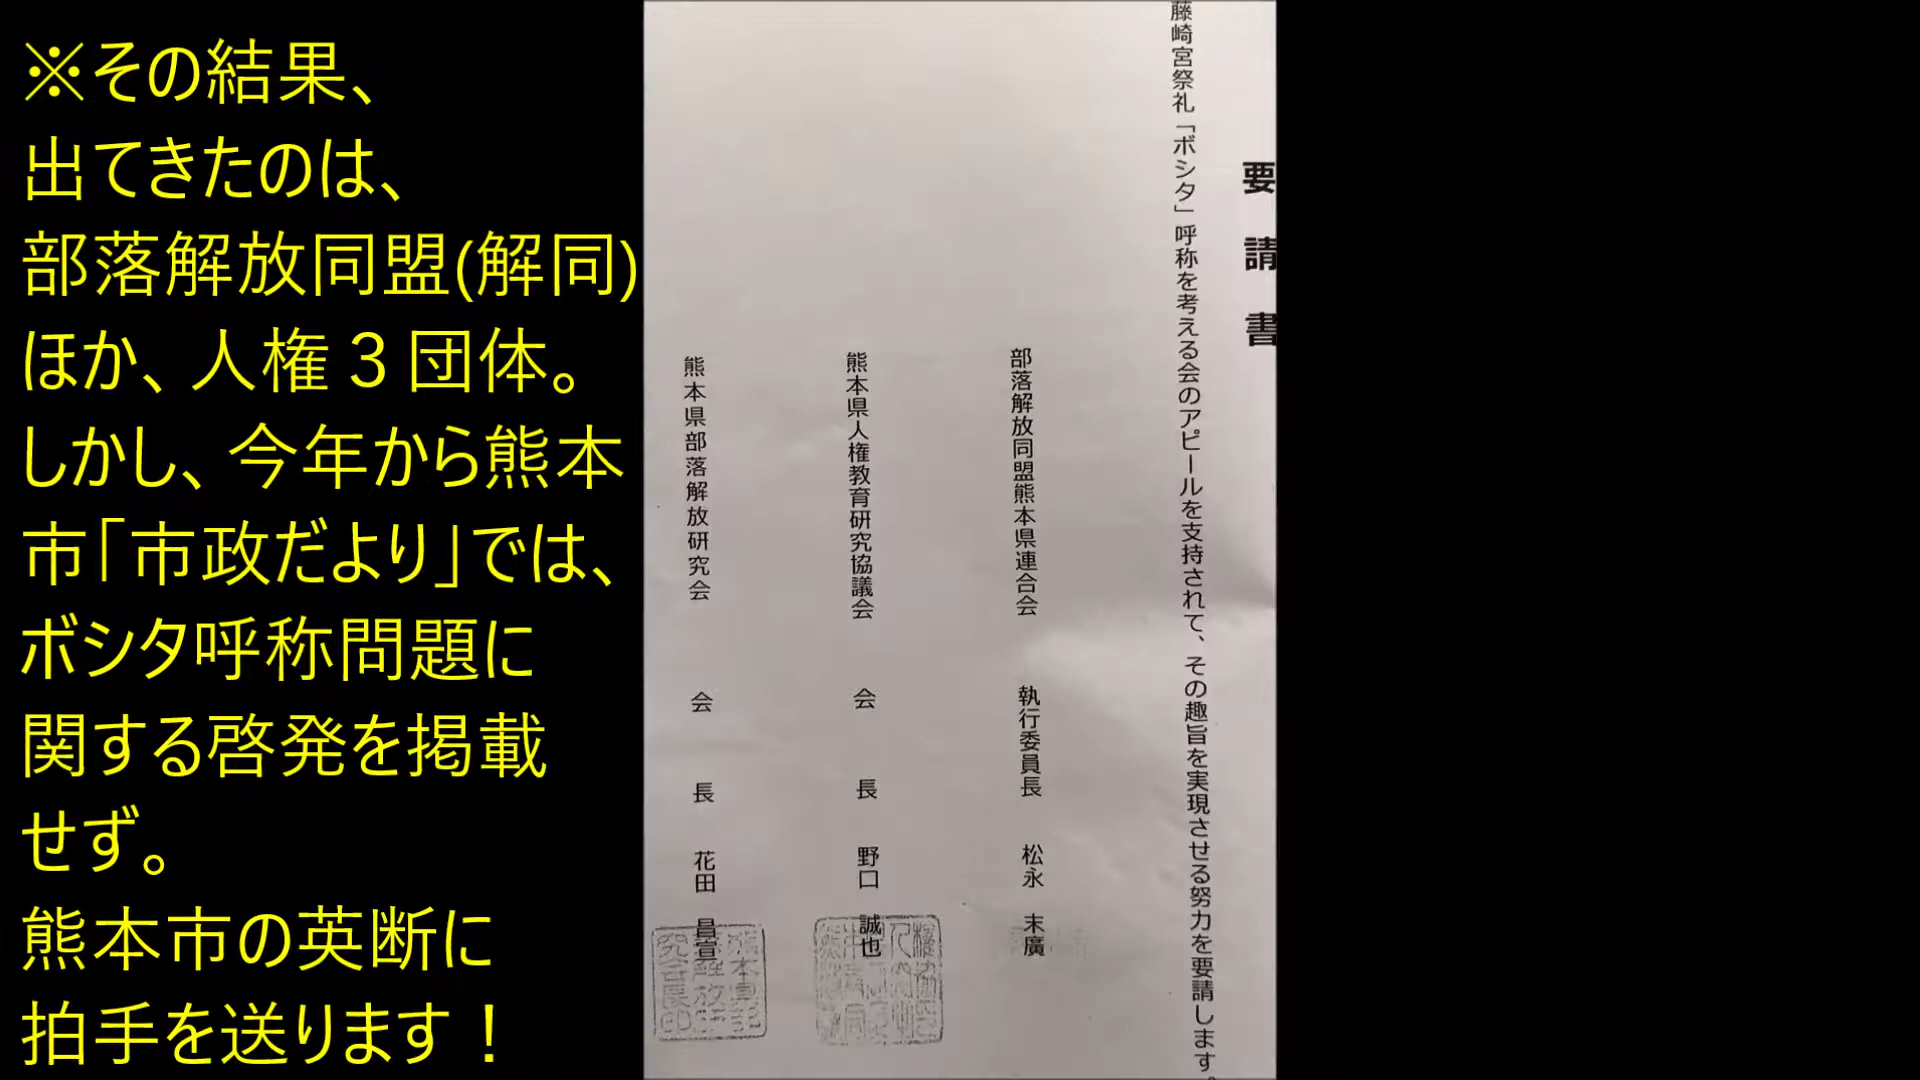 ※その結果、
出てきたのは、
部落解放同盟(解同)
ほか、人権３団体。
しかし、今年から熊本
市「市政だより」では、
ボシタ呼称問題に
関する啓発を掲載
せず。
熊本市の英断に
拍手を送ります！
要請書
藤崎宮祭礼「ボシタ」呼称を考える会のアピールを支持されて、その趣旨を実現させる努力を要請します。
部落解放同盟熊本県連合会 執行委員長 松永 末廣
熊本県人権教育研究協議会 会長 野口 誠也
熊本県部落解放研究会 会長 花田 昌宣